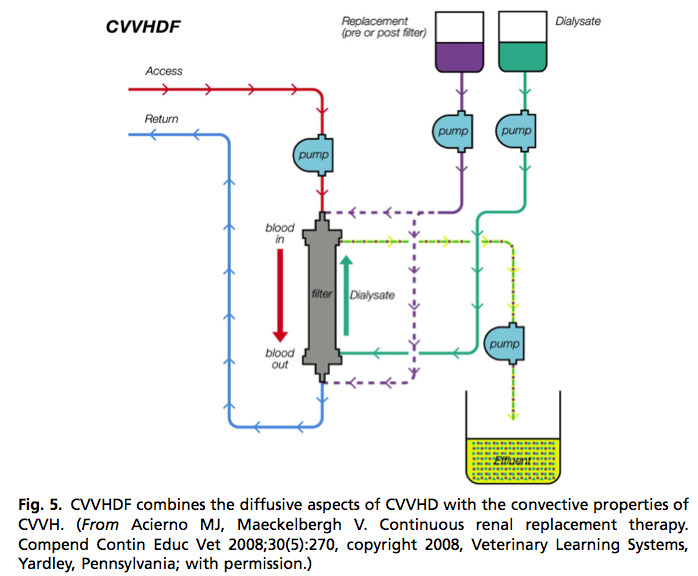 CVVHDF
Replacement
(pre or post filter)
Dialysate
Access
Return
pump
pump
pump
blood
in
filter
Dialysate
blood
out
pump
Effluent
Fig. 5. CVVHDF combines the diffusive aspects of CVVHD with the convective properties of
CVVH. (From Acierno MJ, Maeckelbergh V. Continuous renal replacement therapy.
Compend Contin Educ Vet 2008;30(5):270, copyright 2008, Veterinary Learning Systems,
Yardley, Pennsylvania; with permission.)